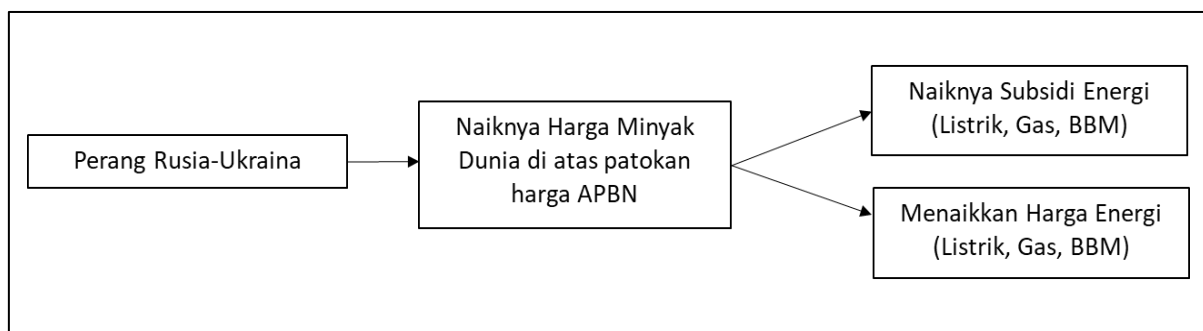 Perang Rusia-Ukraina
Naiknya Harga Minyak
Dunia di atas patokan
harga APBN
Naiknya Subsidi Energi
(Listrik, Gas, BBM)
Menaikkan Harga Energi
(Listrik, Gas, BBM)